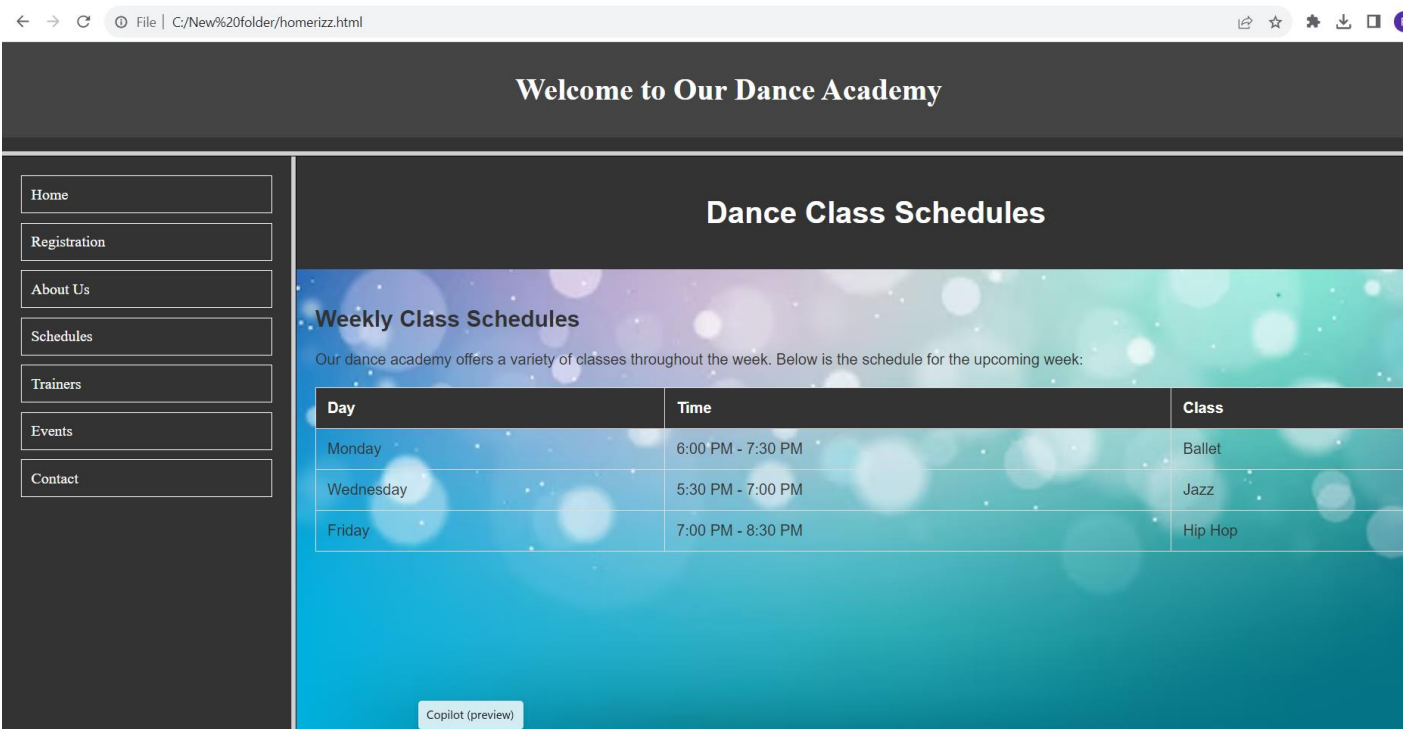 File | C:/New%20folder/homerizz.html
Welcome to Our Dance Academy
Home
Registration
About Us
Schedules
Trainers
Events
Contact
Dance Class Schedules
Weekly Class Schedules
Our dance academy offers a variety of classes throughout the week. Below is the schedule for the upcoming week:
Day Time Class
Monday 6:00 PM - 7:30 PM Ballet
Wednesday 5:30 PM - 7:00 PM Jazz
Friday 7:00 PM - 8:30 PM Hip Hop
Copilot (preview)